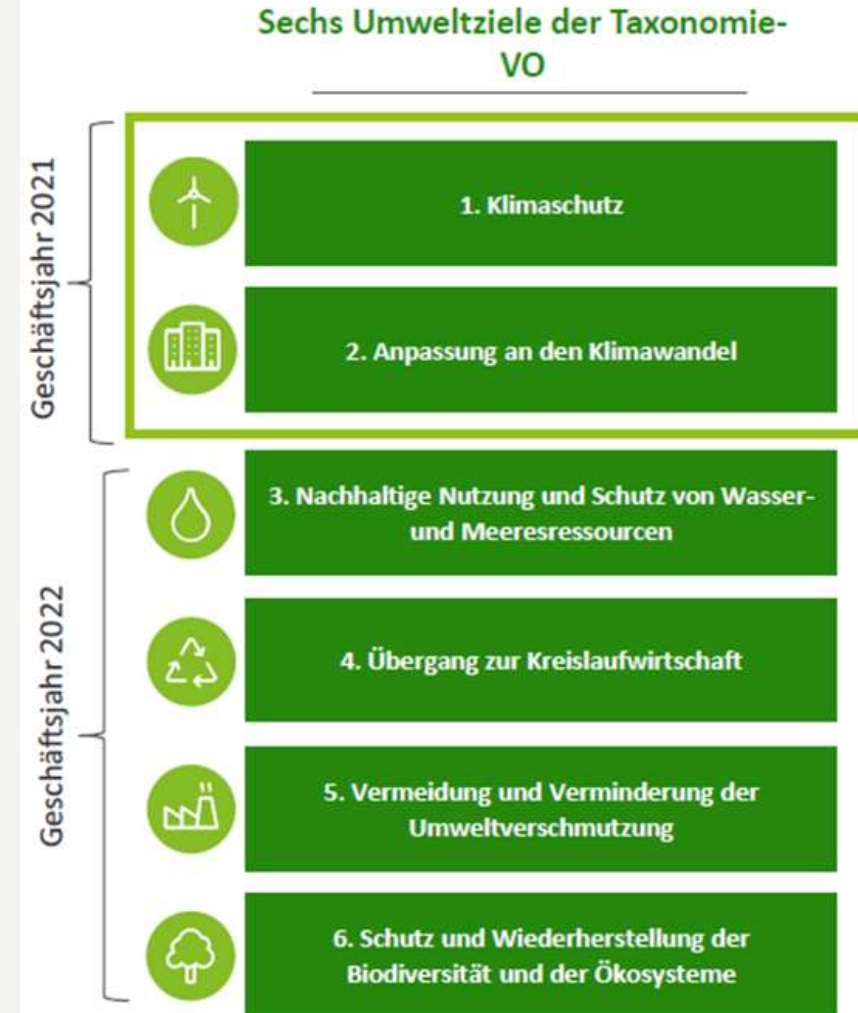 Sechs Umweltziele der Taxonomie-
VO
Geschäftsjahr 2021
1. Klimaschutz
2. Anpassung an den Klimawandel
Geschäftsjahr 2022
3. Nachhaltige Nutzung und Schutz von Wasser-
und Meeresressourcen
4. Übergang zur Kreislaufwirtschaft
5. Vermeidung und Verminderung der
Umweltverschmutzung
6. Schutz und Wiederherstellung der
Biodiversität und der Ökosysteme